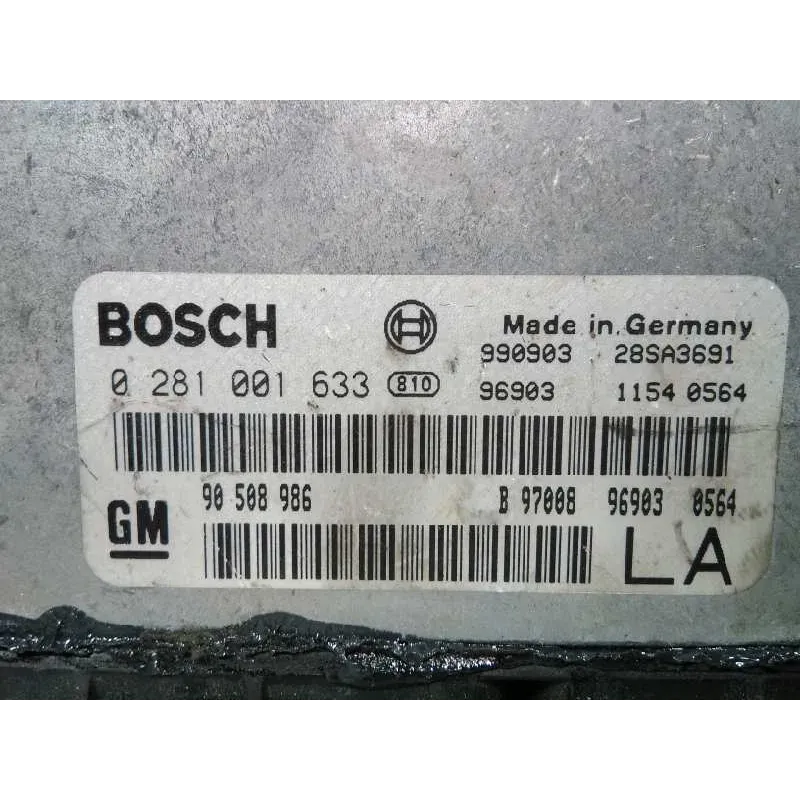 BOSCH
Made in Germany
990903 28SA3691
0 281 001 633 810
96903 1154 0564
GM
90 508 986 B 97008 96903 0564
LA